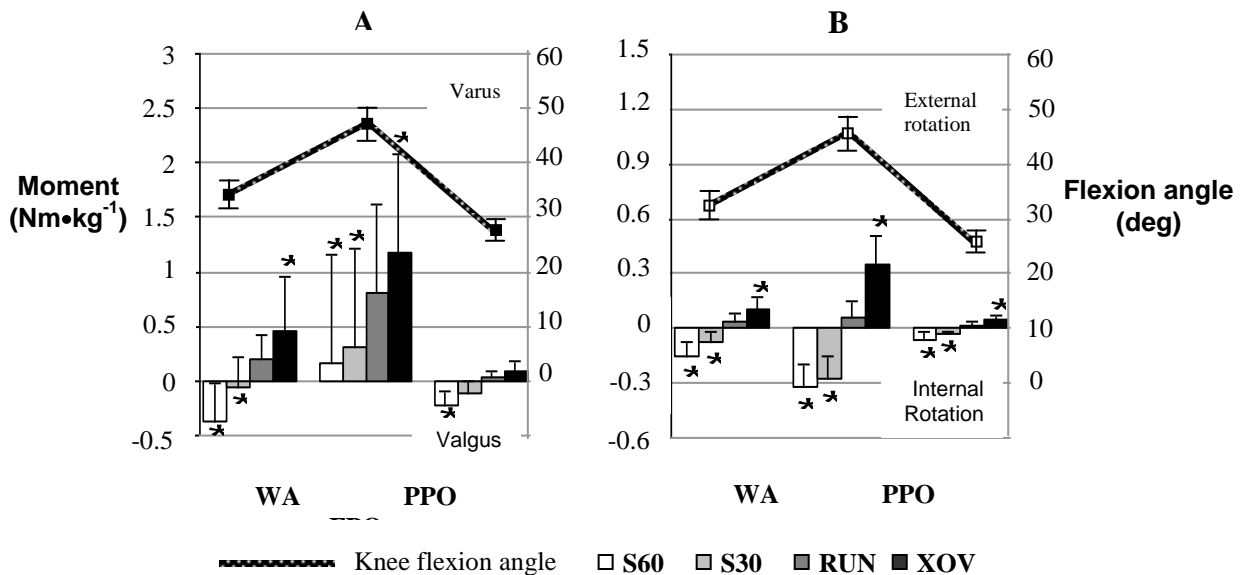 A
B
3
2.5
2
1.5
1
0.5
0
-0.5
60
50
40
30
20
10
0
Varus
Valgus
Moment
(Nm•kg-1)
1.5
1.2
0.9
0.6
0.3
0
-0.3
-0.6
60
50
40
30
20
10
0
External
rotation
Internal
Rotation
Flexion angle
(deg)
WA PPO
WA PPO
Knee flexion angle S60 S30 RUN XOV